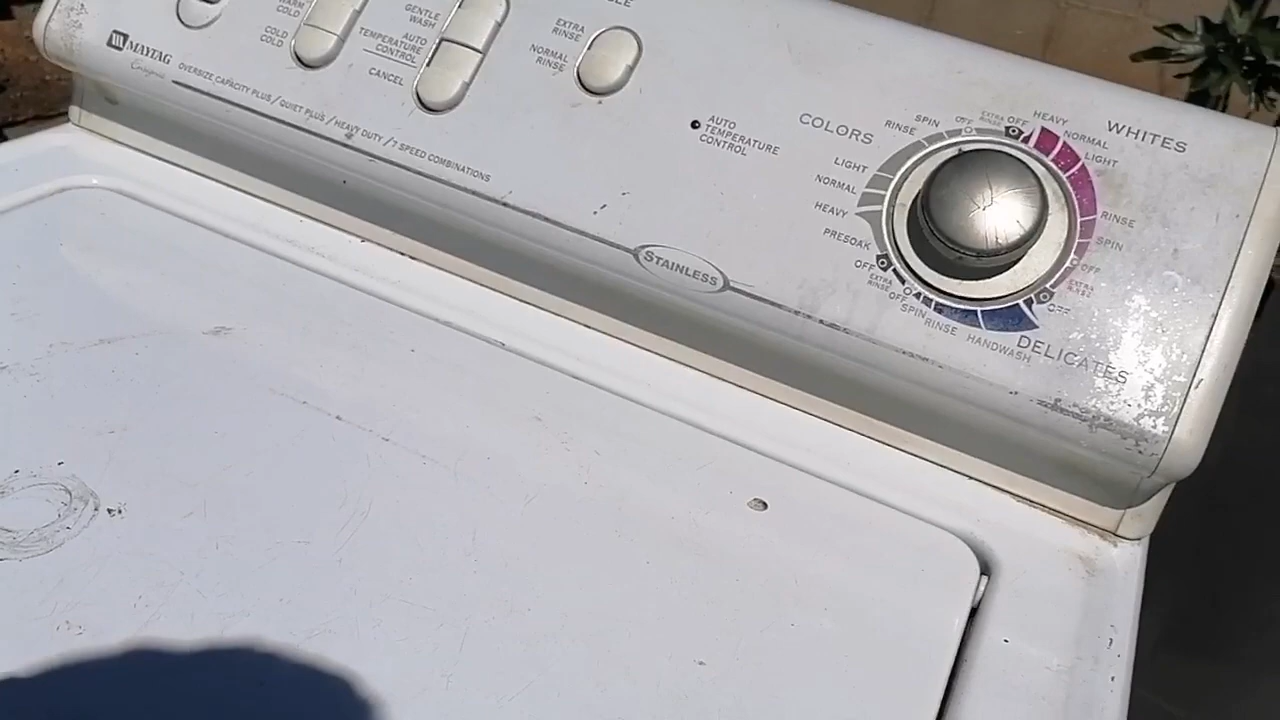 WARM
COLD
COLD
COLD
GENTLE
WASH
AUTO
TEMPERATURE
CONTROL
CANCEL
EXTRA
RINSE
NORMAL
RINSE
MAYTAG
OVERSIZE CAPACITY PLUS / QUIET PLUS / HEAVY DUTY / 7 SPEED COMBINATIONS
AUTO
TEMPERATURE
CONTROL
STAINLESS
COLORS
PRESOAK
HEAVY
NORMAL
LIGHT
RINSE
SPIN
OFF
EXTRA
RINSE
OFF
WHITES
HEAVY
NORMAL
LIGHT
RINSE
SPIN
OFF
EXTRA
RINSE
OFF
DELICATES
HANDWASH
RINSE
SPIN
OFF
EXTRA
RINSE
OFF